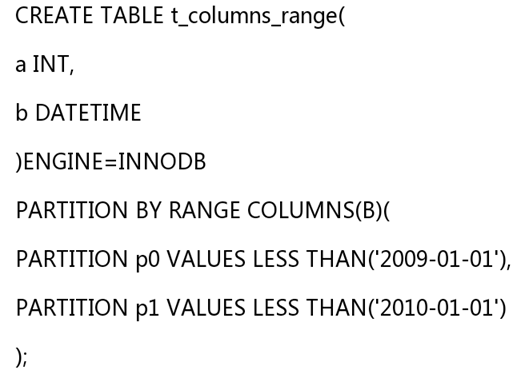 CREATE TABLE t_columns_range(
a INT,
b DATETIME
)ENGINE=INNODB
PARTITION BY RANGE COLUMNS(B)(
PARTITION p0 VALUES LESS THAN('2009-01-01'),
PARTITION p1 VALUES LESS THAN('2010-01-01')
);